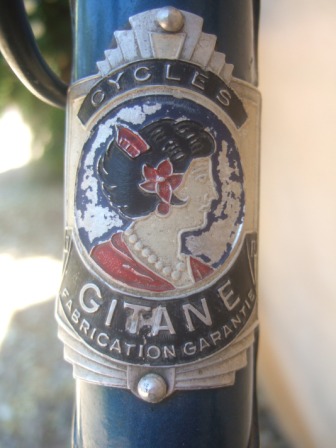 CYCLES
GITANE
FABRICATION GARANTIE